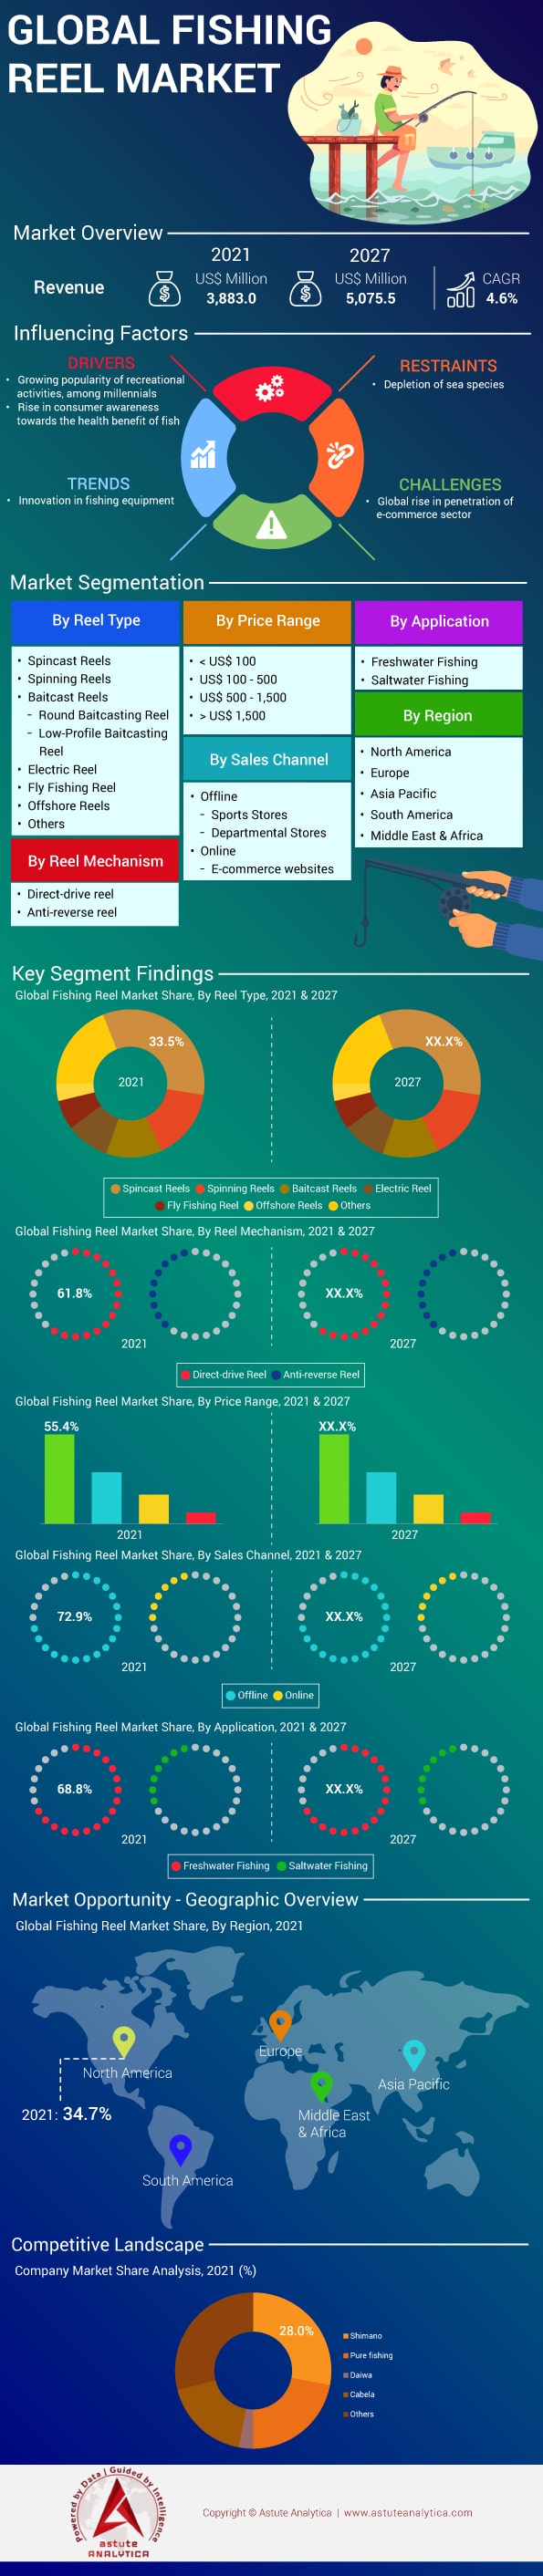 GLOBAL FISHING
REEL MARKET
Market Overview
Revenue
2021
US$ Million
3,883.0
2027
US$ Million
5,075.5
CAGR
4.6%
Influencing Factors
DRIVERS
• Growing popularity of recreational
activities, among millennials
• Rise in consumer awareness
towards the health benefit of fish
RESTRAINTS
• Depletion of sea species
TRENDS
• Innovation in fishing equipment
CHALLENGES
• Global rise in penetration of
e-commerce sector
Market Segmentation
By Reel Type
• Spincast Reels
• Spinning Reels
• Baitcast Reels
- Round Baitcasting Reel
- Low-Profile Baitcasting
Reel
• Electric Reel
• Fly Fishing Reel
• Offshore Reels
• Others
By Reel Mechanism
• Direct-drive reel
• Anti-reverse reel
By Price Range
• < US$ 100
• US$ 100 - 500
• US$ 500 - 1,500
• > US$ 1,500
By Sales Channel
• Offline
- Sports Stores
- Departmental Stores
• Online
- E-commerce websites
By Application
• Freshwater Fishing
• Saltwater Fishing
By Region
• North America
• Europe
• Asia Pacific
• South America
• Middle East & Africa
Key Segment Findings
Global Fishing Reel Market Share, By Reel Type, 2021 & 2027
33.5%
2021
XX.X%
2027
Spincast Reels Spinning Reels Baitcast Reels Electric Reel
Fly Fishing Reel Offshore Reels Others
Global Fishing Reel Market Share, By Reel Mechanism, 2021 & 2027
61.8%
2021
XX.X%
2027
Direct-drive Reel Anti-reverse Reel
Global Fishing Reel Market Share, By Price Range, 2021 & 2027
55.4%
2021
XX.X%
2027
Global Fishing Reel Market Share, By Sales Channel, 2021 & 2027
72.9%
2021
XX.X%
2027
Offline Online
Global Fishing Reel Market Share, By Application, 2021 & 2027
68.8%
2021
XX.X%
2027
Freshwater Fishing Saltwater Fishing
Market Opportunity - Geographic Overview
Global Fishing Reel Market Share, By Region, 2021
North America
2021: 34.7%
Europe
Asia Pacific
Middle East
& Africa
South America
Competitive Landscape
Company Market Share Analysis, 2021 (%)
28.0%
Shimano
Pure fishing
Daiwa
Cabela
Others
Powered by Data | Guided by Intelligence
astute
ANALYTICA
Copyright © Astute Analytica | www.astuteanalytica.com